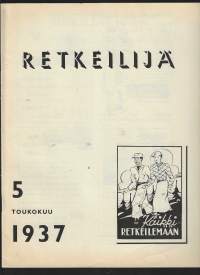 RETKEILIJÄ
5
TOUKOKUU
1937
Kaikki
RETKEILEMÄÄN